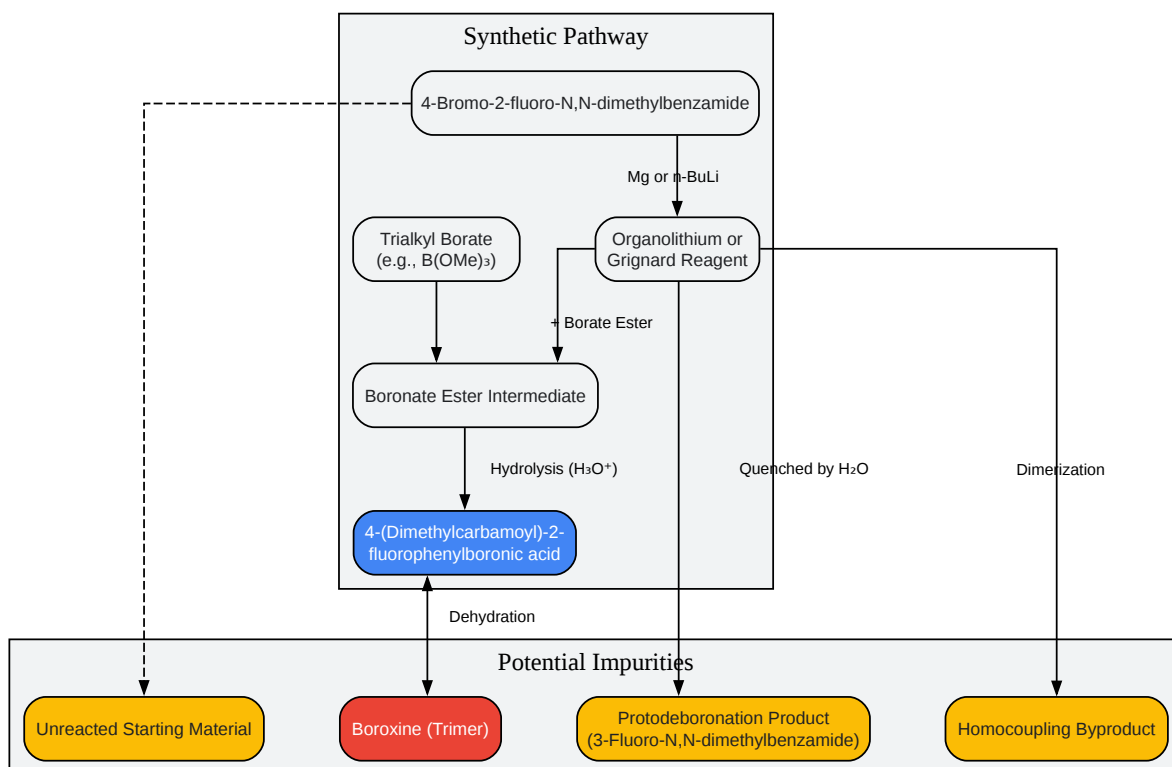 Synthetic Pathway
4-Bromo-2-fluoro-N,N-dimethylbenzamide
Mg or n-BuLi
Trialkyl Borate
(e.g., B(OMe)₃)
Organolithium or
Grignard Reagent
+ Borate Ester
Boronate Ester Intermediate
Hydrolysis (H₃O⁺)
Quenched by H₂O
Dimerization
4-(Dimethylcarbamoyl)-2-
fluorophenylboronic acid
Dehydration
Potential Impurities
Unreacted Starting Material
Boroxine (Trimer)
Protodeboronation Product
(3-Fluoro-N,N-dimethylbenzamide)
Homocoupling Byproduct